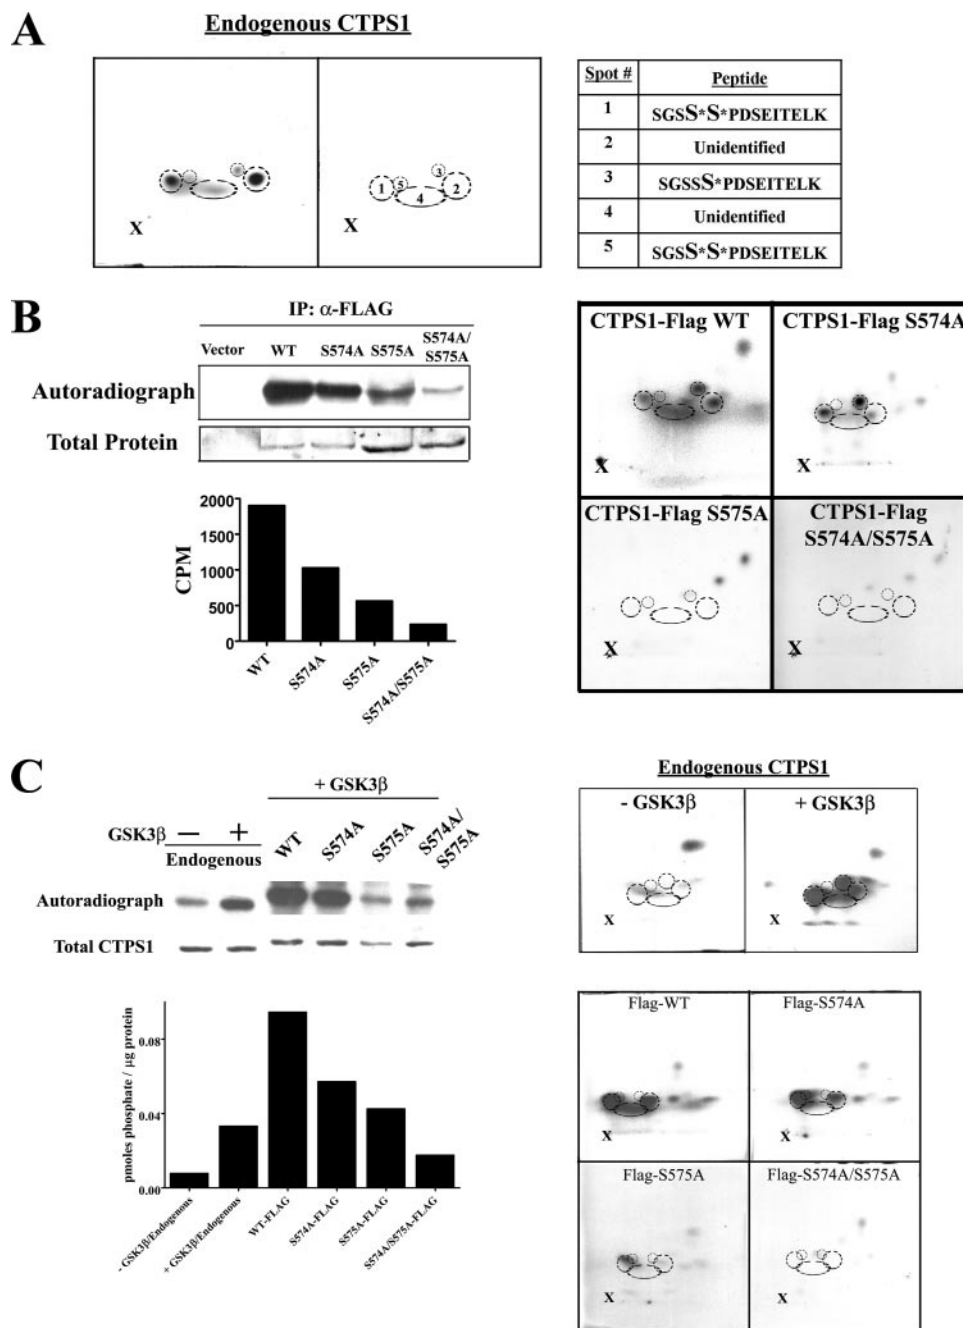 A
Endogenous CTPS1
X
X
1
5
4
3
2
Spot # Peptide
1 SGSSS*S*PDSEITELK
2 Unidentified
3 SGSSS*PDSEITELK
4 Unidentified
5 SGSS*S*PDSEITELK
B
IP: α-FLAG
Vector WT S574A S575A S574A/
S575A
Autoradiograph
Total Protein
2000
1500
1000
500
0
CPM
WT
S574A
S575A
S574A/S575A
CTPS1-Flag WT
X
CTPS1-Flag S574A
X
CTPS1-Flag S575A
X
CTPS1-Flag
S574A/S575A
X
C
+ GSK3β
GSK3β − +
Endogenous
WT
S574A
S575A
S574A/
S575A
Autoradiograph
Total CTPS1
pmoles phosphate / µg protein
0.08
0.04
0.00
- GSK3β/Endogenous
+ GSK3β/Endogenous
WT-FLAG
S574A-FLAG
S575A-FLAG
S574A/S575A-FLAG
Endogenous CTPS1
- GSK3β
X
+ GSK3β
X
Flag-WT
X
Flag-S574A
X
Flag-S575A
X
Flag-S574A/S575A
X